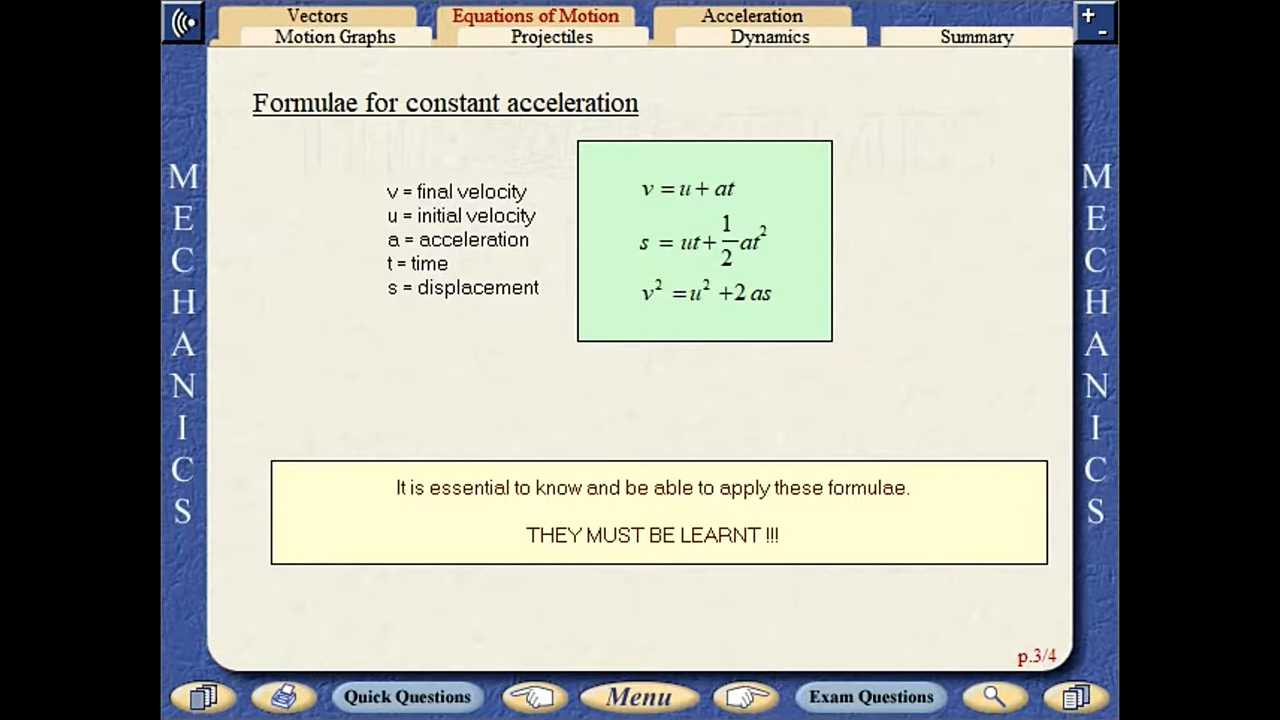 Vectors
Equations of Motion
Acceleration
Motion Graphs
Projectiles
Dynamics
Summary
Formulae for constant acceleration
v = final velocity
u = initial velocity
a = acceleration
t = time
s = displacement
v = u + at
s = ut + 1/2 at²
v² = u² + 2 as
It is essential to know and be able to apply these formulae.
THEY MUST BE LEARNT !!!
MECHANICS
MECHANICS
p.3/4
Quick Questions
Menu
Exam Questions